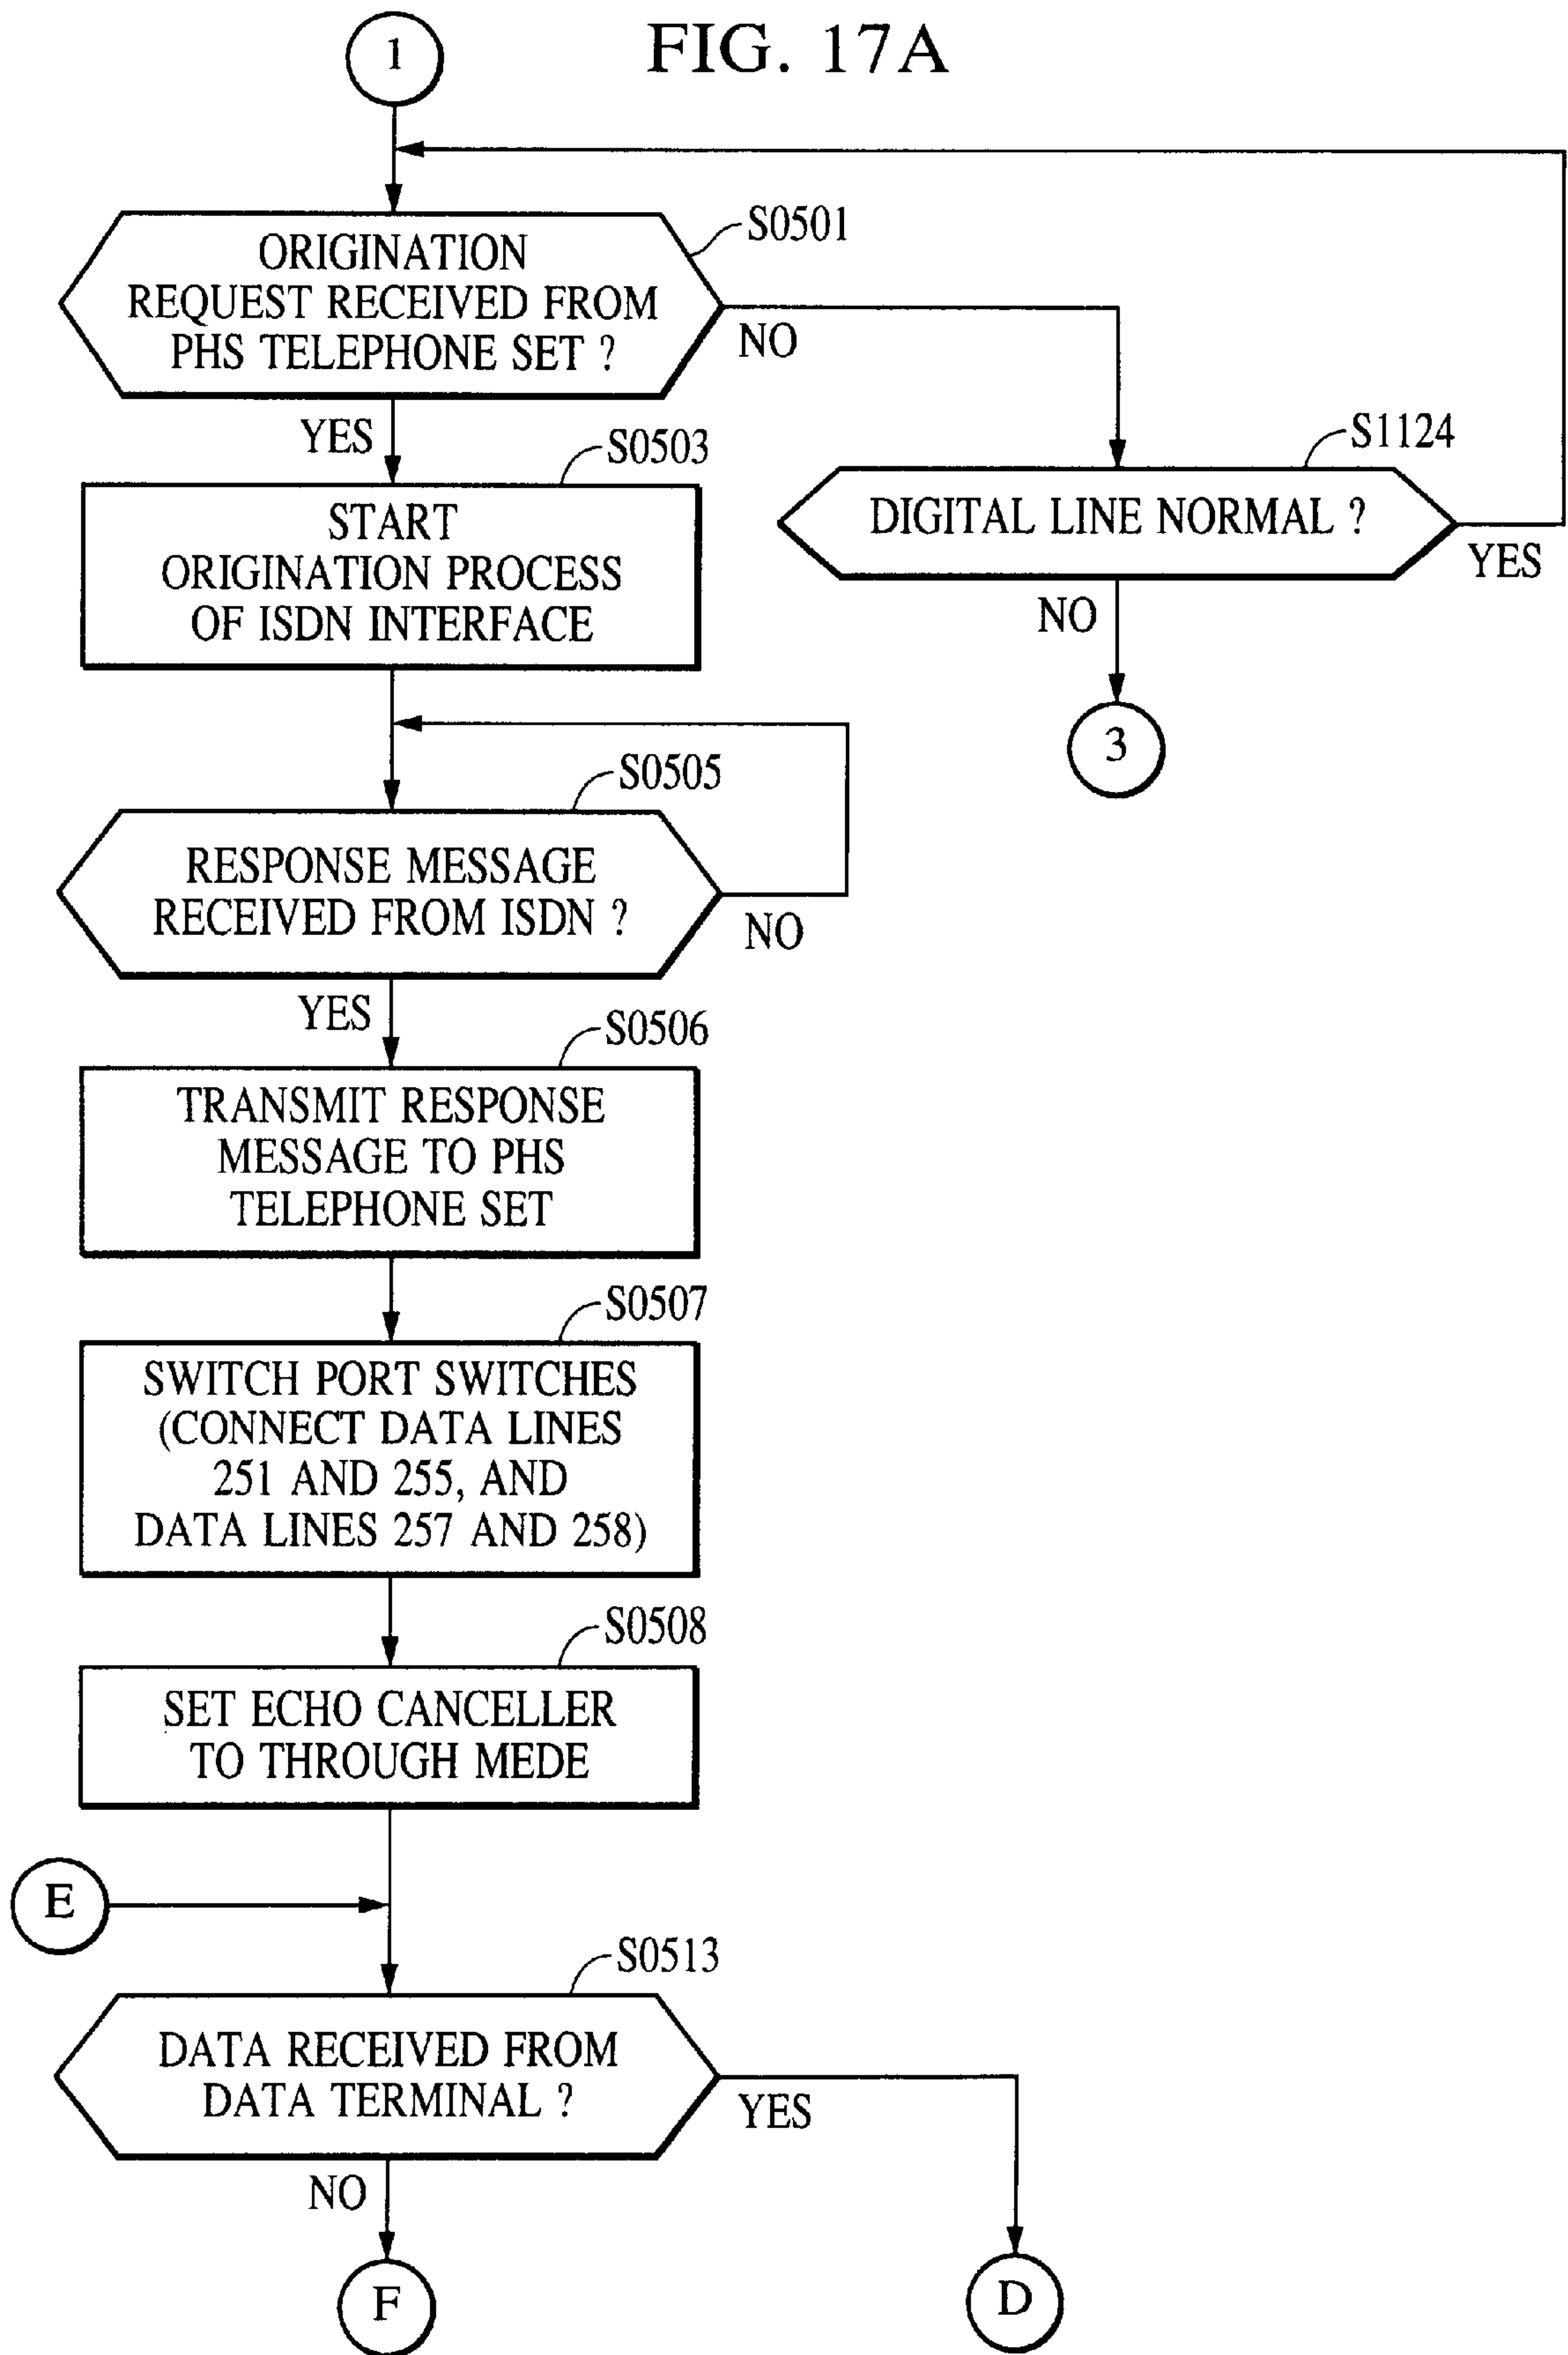 FIG. 17A
1
S0501
ORIGINATION
REQUEST RECEIVED FROM
PHS TELEPHONE SET ?
NO
YES
S0503
START
ORIGINATION PROCESS
OF ISDN INTERFACE
S1124
DIGITAL LINE NORMAL ?
YES
NO
3
S0505
RESPONSE MESSAGE
RECEIVED FROM ISDN ?
NO
YES
S0506
TRANSMIT RESPONSE
MESSAGE TO PHS
TELEPHONE SET
S0507
SWITCH PORT SWITCHES
(CONNECT DATA LINES
251 AND 255, AND
DATA LINES 257 AND 258)
S0508
SET ECHO CANCELLER
TO THROUGH MEDE
E
S0513
DATA RECEIVED FROM
DATA TERMINAL ?
YES
NO
F
D